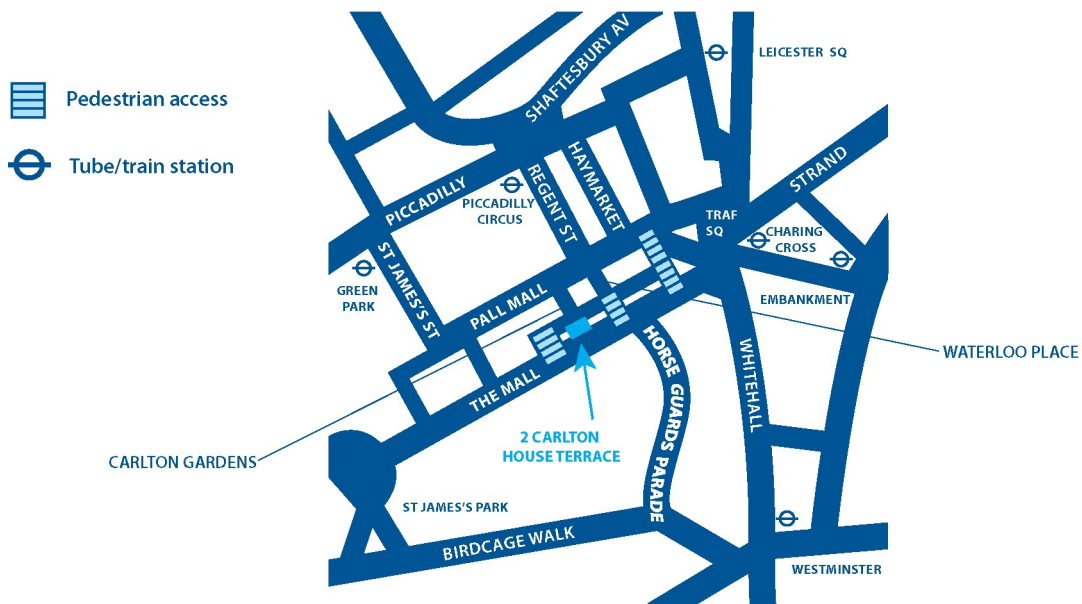 LEICESTER SQ
SHAFTESBURY AV
Pedestrian access
Tube/train station
STRAND
HAYMARKET
REGENT ST
PICCADILLY
PICCADILLY
CIRCUS
TRAF
SQ
CHARING
CROSS
ST JAMES'S ST
GREEN
PARK
PALL MALL
EMBANKMENT
WATERLOO PLACE
HORSE GUARDS PARADE
WHITEHALL
THE MALL
2 CARLTON
HOUSE TERRACE
CARLTON GARDENS
ST JAMES'S PARK
BIRDCAGE WALK
WESTMINSTER